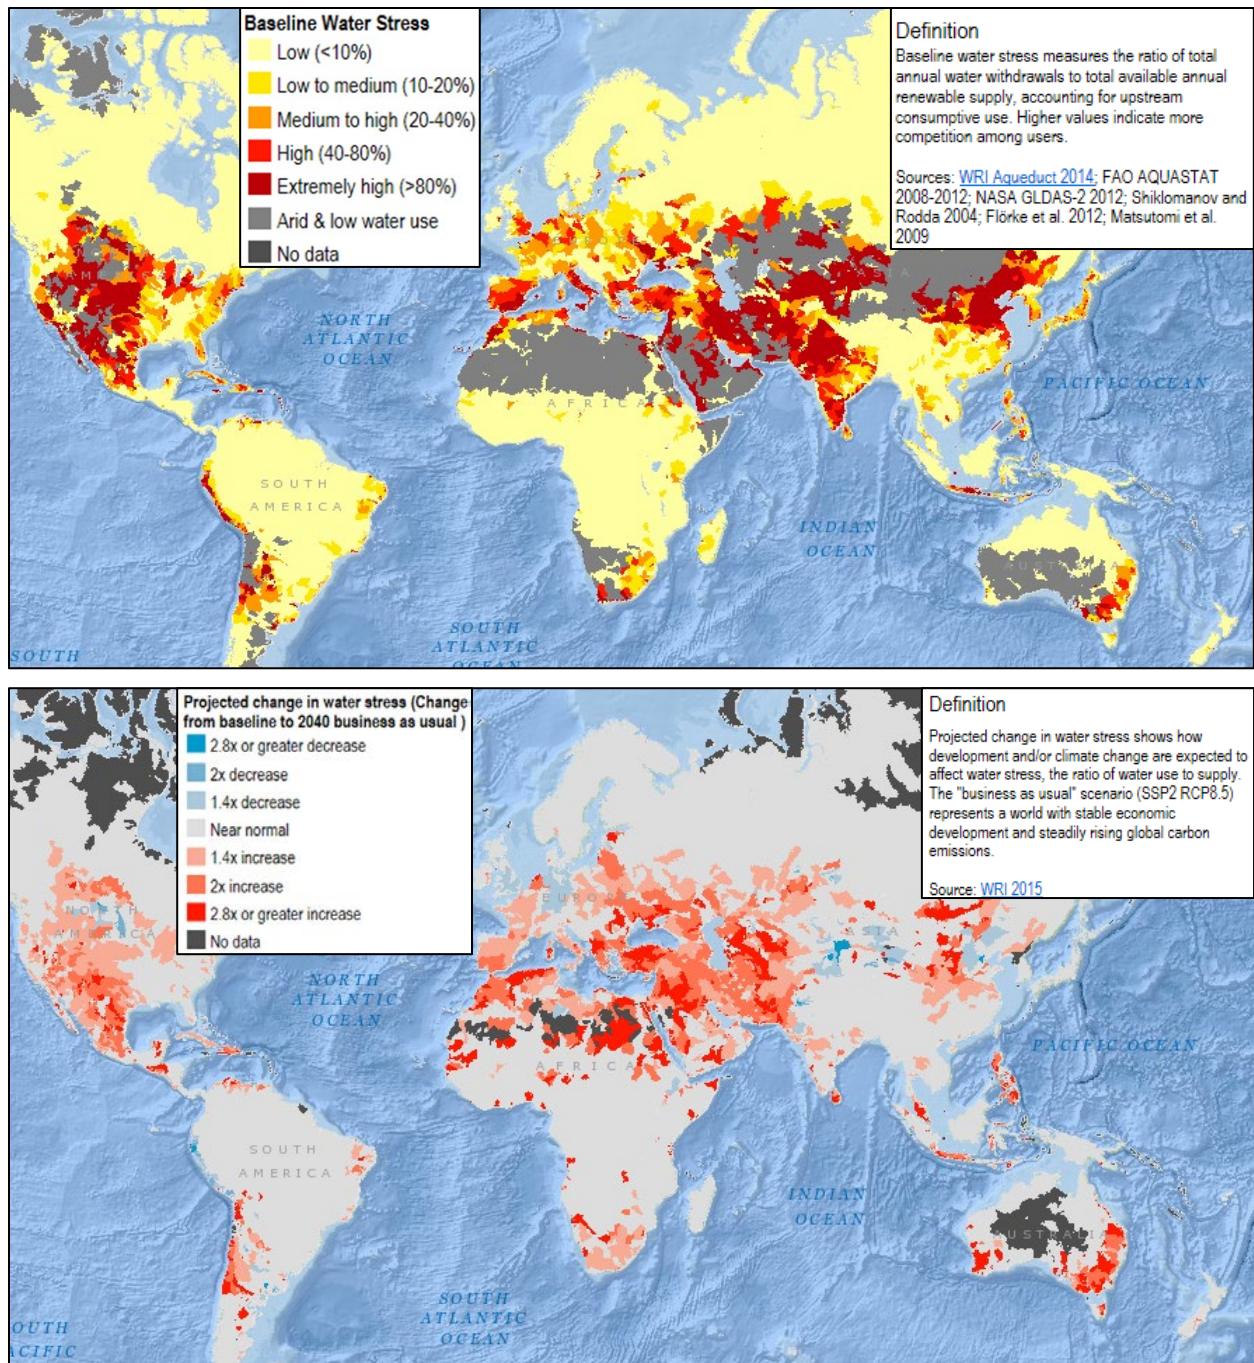 Baseline Water Stress
Low (<10%)
Low to medium (10-20%)
Medium to high (20-40%)
High (40-80%)
Extremely high (>80%)
Arid & low water use
No data
Definition
Baseline water stress measures the ratio of total
annual water withdrawals to total available annual
renewable supply, accounting for upstream
consumptive use. Higher values indicate more
competition among users.
Sources: WRI Aqueduct 2014; FAO AQUASTAT
2008-2012; NASA GLDAS-2 2012; Shiklomanov and
Rodda 2004; Flörke et al. 2012; Matsutomi et al.
2009
ASIA
NORTH
ATLANTIC
OCEAN
PACIFIC OCEAN
AFRICA
SOUTH
AMERICA
INDIAN
OCEAN
AUSTRALIA
SOUTH
ATLANTIC
OCEAN
SOUTH
Projected change in water stress (Change
from baseline to 2040 business as usual )
2.8x or greater decrease
2x decrease
1.4x decrease
Near normal
1.4x increase
2x increase
2.8x or greater increase
No data
Definition
Projected change in water stress shows how
development and/or climate change are expected to
affect water stress, the ratio of water use to supply.
The "business as usual" scenario (SSP2 RCP8.5)
represents a world with stable economic
development and steadily rising global carbon
emissions.
Source: WRI 2015
NORTH
AMERICA
EUROPE
ASIA
NORTH
ATLANTIC
OCEAN
PACIFIC OCEAN
AFRICA
SOUTH
AMERICA
INDIAN
OCEAN
AUSTRALIA
SOUTH
ATLANTIC
OCEAN
OUTH
ACIFIC